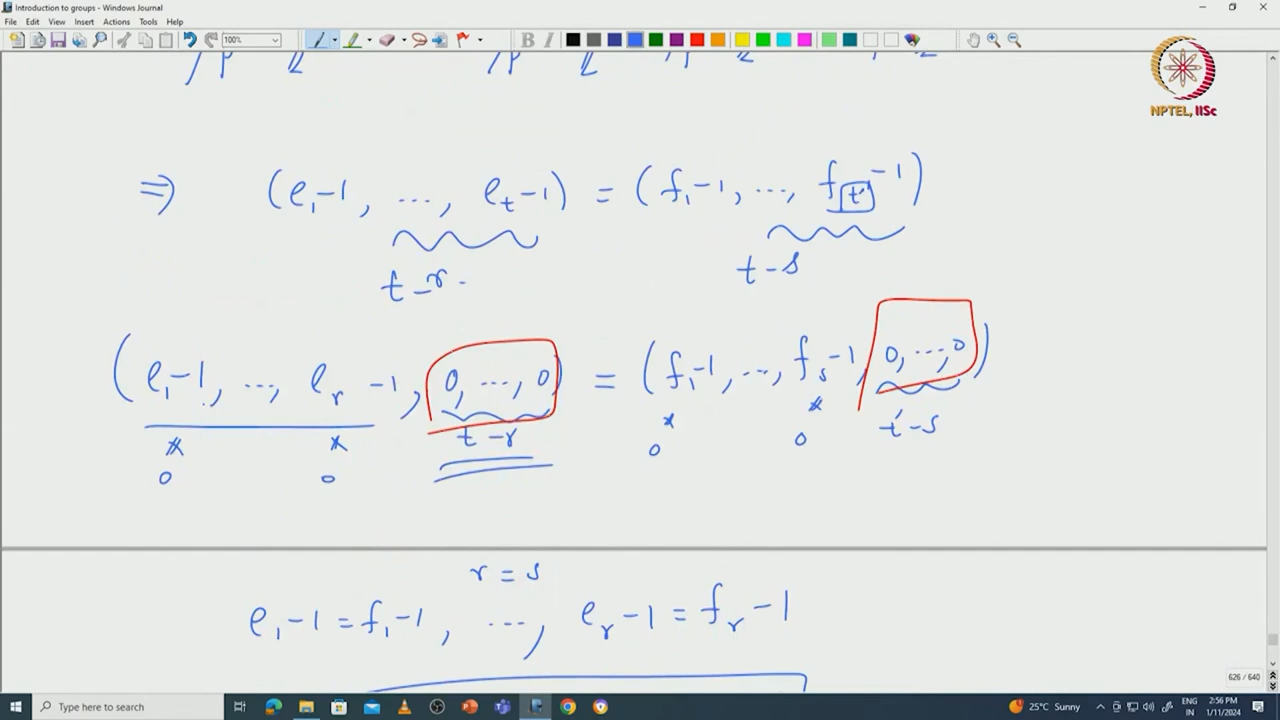 Introduction to groups - Windows Journal
File Edit View Insert Actions Tools Help
100%
B I
NPTEL, IISc
⇒ (e₁-1, ..., e_t-1) = (f₁-1, ..., f_t'-1)
t-r t-s
(e₁-1, ..., e_r-1, 0, ..., 0) = (f₁-1, ..., f_s-1, 0, ..., 0)
t-r t'-s
0 0 0 0
r = s
e₁-1 = f₁-1, ..., e_r-1 = f_r-1
626 / 640
Type here to search
25°C Sunny
ENG
IN
2:56 PM
1/11/2024